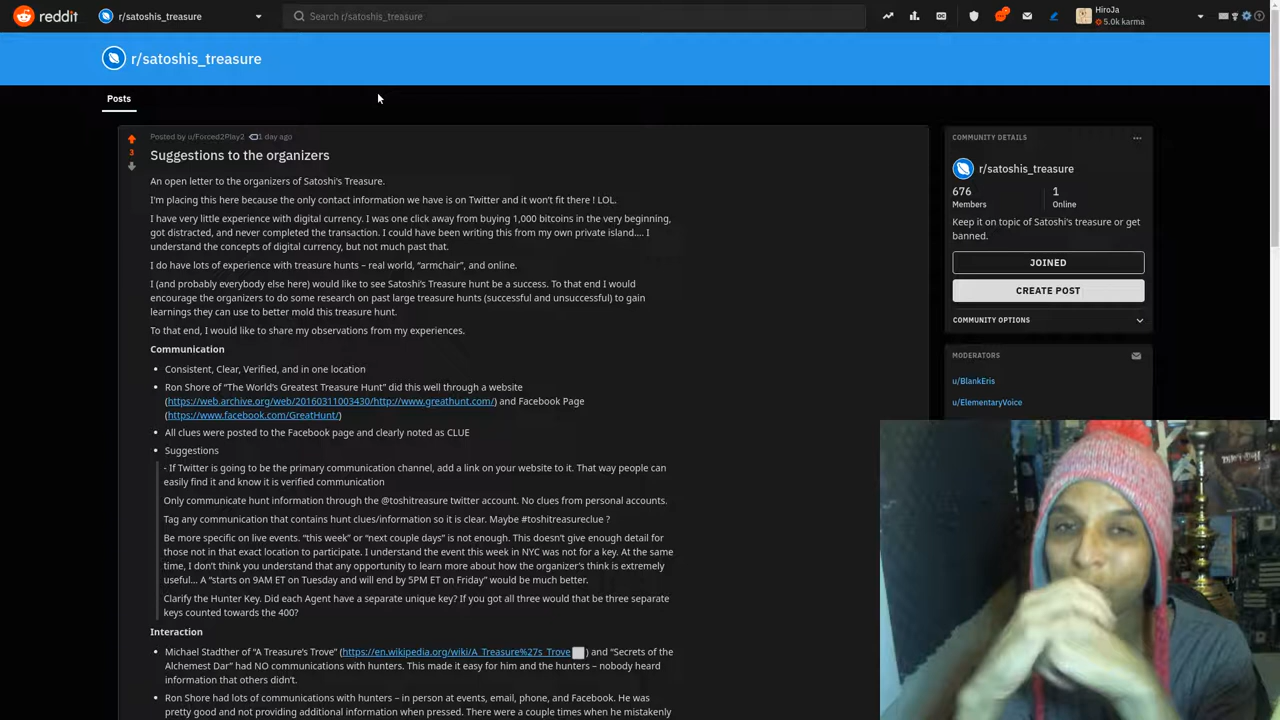 reddit r/satoshis_treasure Search r/satoshis_treasure HiroJa
5.0k karma
r/satoshis_treasure
Posts
Posted by u/Forced2Play2 1 day ago
3
Suggestions to the organizers
An open letter to the organizers of Satoshi's Treasure.
I'm placing this here because the only contact information we have is on Twitter and it won't fit there ! LOL.
I have very little experience with digital currency. I was one click away from buying 1,000 bitcoins in the very beginning,
got distracted, and never completed the transaction. I could have been writing this from my own private island.... I
understand the concepts of digital currency, but not much past that.
I do have lots of experience with treasure hunts – real world, "armchair", and online.
I (and probably everybody else here) would like to see Satoshi's Treasure hunt be a success. To that end I would
encourage the organizers to do some research on past large treasure hunts (successful and unsuccessful) to gain
learnings they can use to better mold this treasure hunt.
To that end, I would like to share my observations from my experiences.
Communication
• Consistent, Clear, Verified, and in one location
• Ron Shore of "The World's Greatest Treasure Hunt" did this well through a website
(https://web.archive.org/web/20160311003430/http://www.greathunt.com/) and Facebook Page
(https://www.facebook.com/GreatHunt/)
• All clues were posted to the Facebook page and clearly noted as CLUE
• Suggestions
- If Twitter is going to be the primary communication channel, add a link on your website to it. That way people can
easily find it and know it is verified communication
Only communicate hunt information through the @toshitreasure twitter account. No clues from personal accounts.
Tag any communication that contains hunt clues/information so it is clear. Maybe #toshitreasureclue ?
Be more specific on live events. "this week" or "next couple days" is not enough. This doesn't give enough detail for
those not in that exact location to participate. I understand the event this week in NYC was not for a key. At the same
time, I don't think you understand that any opportunity to learn more about how the organizer's think is extremely
useful... A "starts on 9AM ET on Tuesday and will end by 5PM ET on Friday" would be much better.
Clarify the Hunter Key. Did each Agent have a separate unique key? If you got all three would that be three separate
keys counted towards the 400?
Interaction
• Michael Stadther of "A Treasure's Trove" (https://en.wikipedia.org/wiki/A_Treasure%27s_Trove ) and "Secrets of the
Alchemest Dar" had NO communications with hunters. This made it easy for him and the hunters – nobody heard
information that others didn't.
• Ron Shore had lots of communications with hunters – in person at events, email, phone, and Facebook. He was
pretty good and not providing additional information when pressed. There were a couple times when he mistakenly
COMMUNITY DETAILS
r/satoshis_treasure
676 1
Members Online
Keep it on topic of Satoshi's treasure or get
banned.
JOINED
CREATE POST
COMMUNITY OPTIONS
MODERATORS
u/BlankEris
u/ElementaryVoice